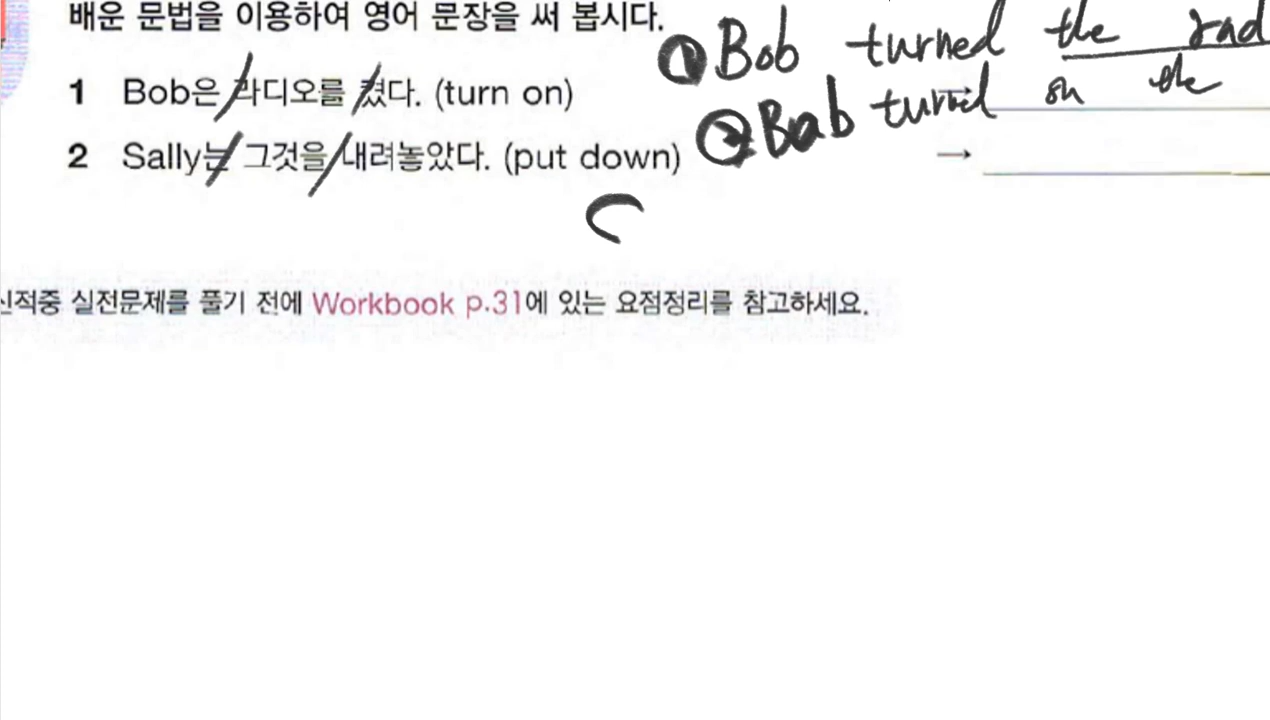 배운 문법을 이용하여 영어 문장을 써 봅시다.
① Bob turned the rad
1 Bob은 라디오를 켰다. (turn on) →
② Bob turned on the
2 Sally는 그것을 내려놓았다. (put down) →
신적중 실전문제를 풀기 전에 Workbook p.31에 있는 요점정리를 참고하세요.